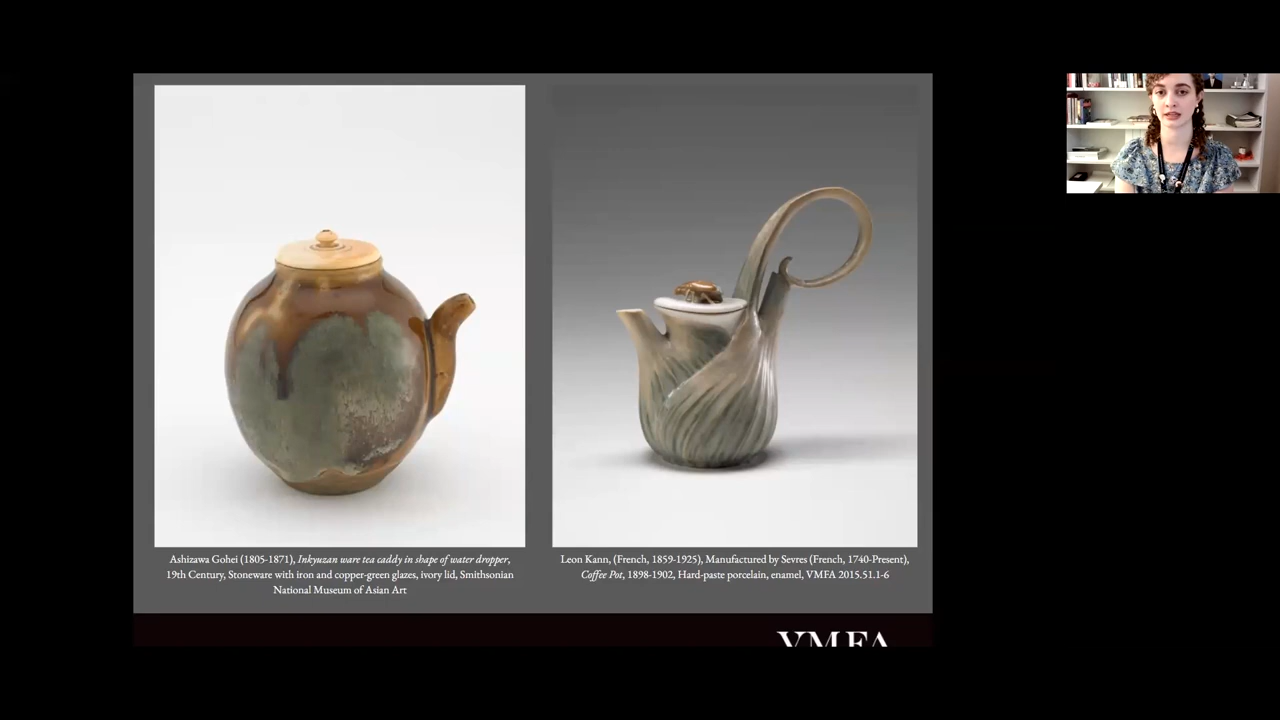 Ashizawa Gohei (1805-1871), Inkyuzan ware tea caddy in shape of water dropper,
19th Century, Stoneware with iron and copper-green glazes, ivory lid, Smithsonian
National Museum of Asian Art
Leon Kann, (French, 1859-1925), Manufactured by Sevres (French, 1740-Present),
Coffee Pot, 1898-1902, Hard-paste porcelain, enamel, VMFA 2015.51.1-6
VMFA